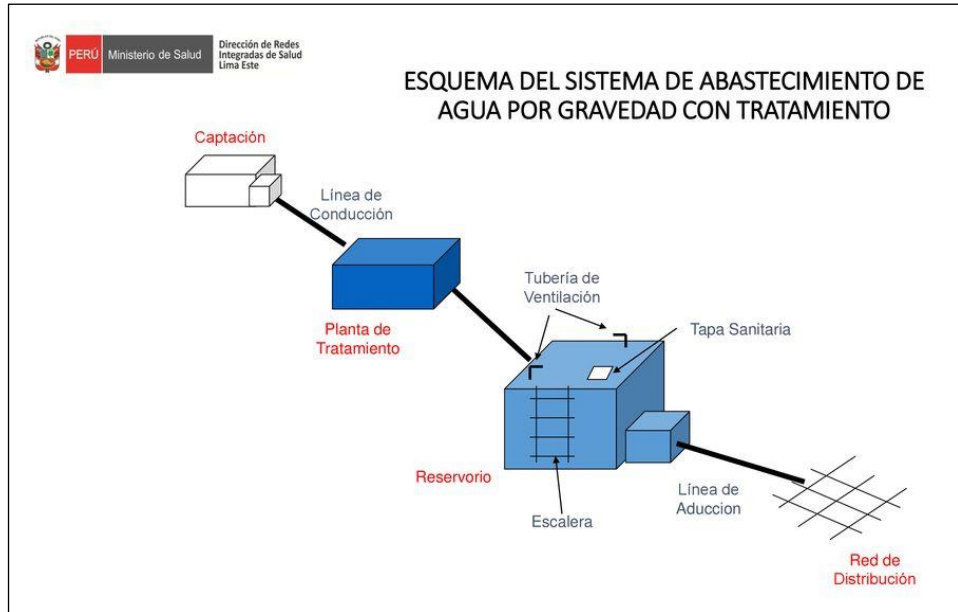 PERÚ
Ministerio de Salud
Dirección de Redes
Integradas de Salud
Lima Este
ESQUEMA DEL SISTEMA DE ABASTECIMIENTO DE
AGUA POR GRAVEDAD CON TRATAMIENTO
Captación
Línea de
Conducción
Planta de
Tratamiento
Tubería de
Ventilación
Tapa Sanitaria
Reservorio
Escalera
Línea de
Aduccion
Red de
Distribución